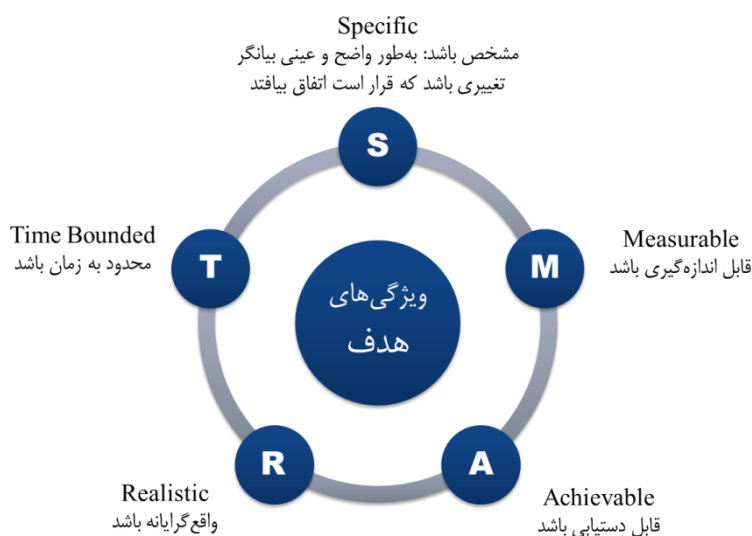 Specific
مشخص باشد: به‌طور واضح و عینی بیانگر
تغییری باشد که قرار است اتفاق بیافتد
S
Time Bounded
محدود به زمان باشد
T
M
Measurable
قابل اندازه‌گیری باشد
ویژگی‌های
هدف
R
A
Realistic
واقع‌گرایانه باشد
Achievable
قابل دستیابی باشد